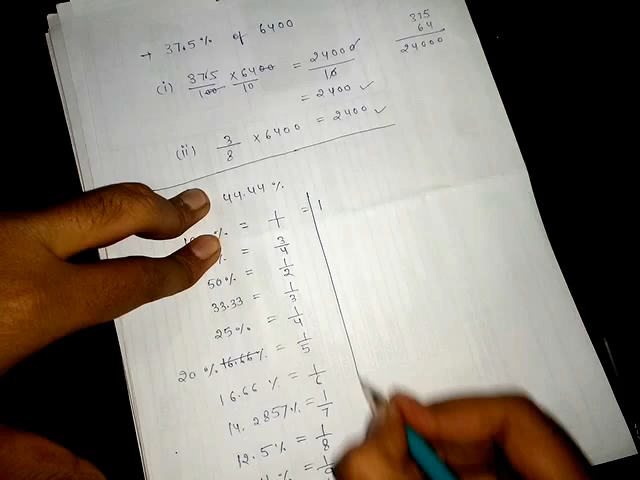 → 37.5% of 6400
(i) 375/100 × 6400/10 = 24000/10
= 2400 ✓
375
64
24000
(ii) 3/8 × 6400 = 2400 ✓
44.44 %
% = 1 = 1
% = 3/4
50% = 1/2
33.33 = 1/3
25% = 1/4
20 % 16.66% = 1/5
16.66 % = 1/6
14.2857% = 1/7
12.5% = 1/8
% =